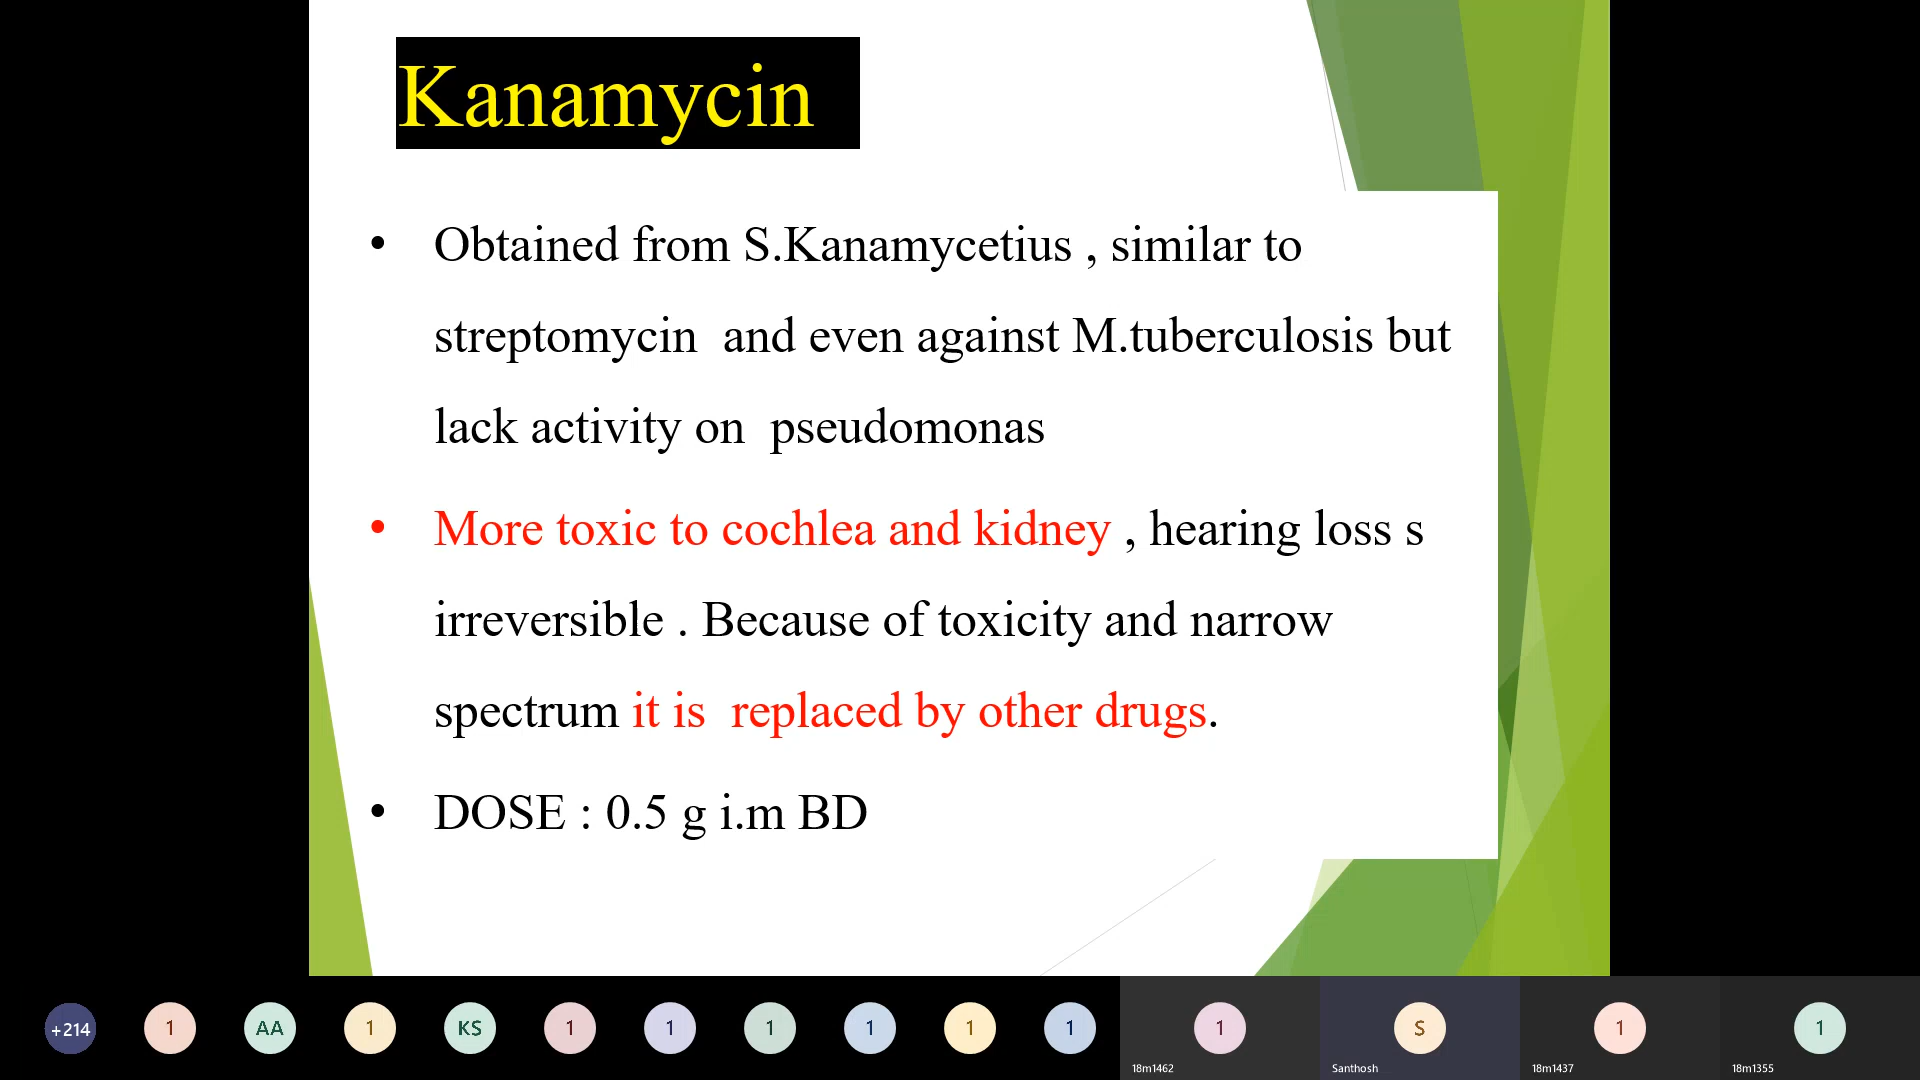 Kanamycin
• Obtained from S.Kanamycetius , similar to
streptomycin and even against M.tuberculosis but
lack activity on pseudomonas
• More toxic to cochlea and kidney , hearing loss s
irreversible . Because of toxicity and narrow
spectrum it is replaced by other drugs.
• DOSE : 0.5 g i.m BD
+214 1 AA 1 KS 1 1 1 1 1 1 1 S 1 1
18m1462 Santhosh 18m1437 18m1355